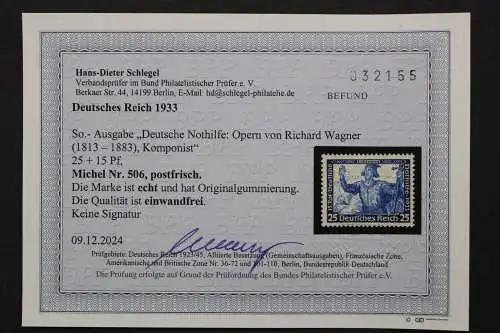 Hans-Dieter Schlegel
Verbandsprüfer im Bund Philatelistischer Prüfer e. V.
Berkaer Str. 44, 14199 Berlin, E-Mail: hd@schlegel-philatelie.de
032155
BEFUND
Deutsches Reich 1933
So.- Ausgabe „Deutsche Nothilfe: Opern von Richard Wagner
(1813 – 1883), Komponist“
25 + 15 Pf,
Michel Nr. 506, postfrisch.
Die Marke ist echt und hat Originalgummierung.
Die Qualität ist einwandfrei.
Keine Signatur
25 Deutsches Reich 25
09.12.2024
Prüfgebiete: Deutsches Reich 1923/45, Alliierte Besetzung (Gemeinschaftsausgaben), Französische Zone,
Amerikanische und Britische Zone Nr. 36-72 und 101-110, Berlin, Bundesrepublik Deutschland
Die Prüfung erfolgte auf Grund der Prüfordnung des Bundes Philatelistischer Prüfer e.V.